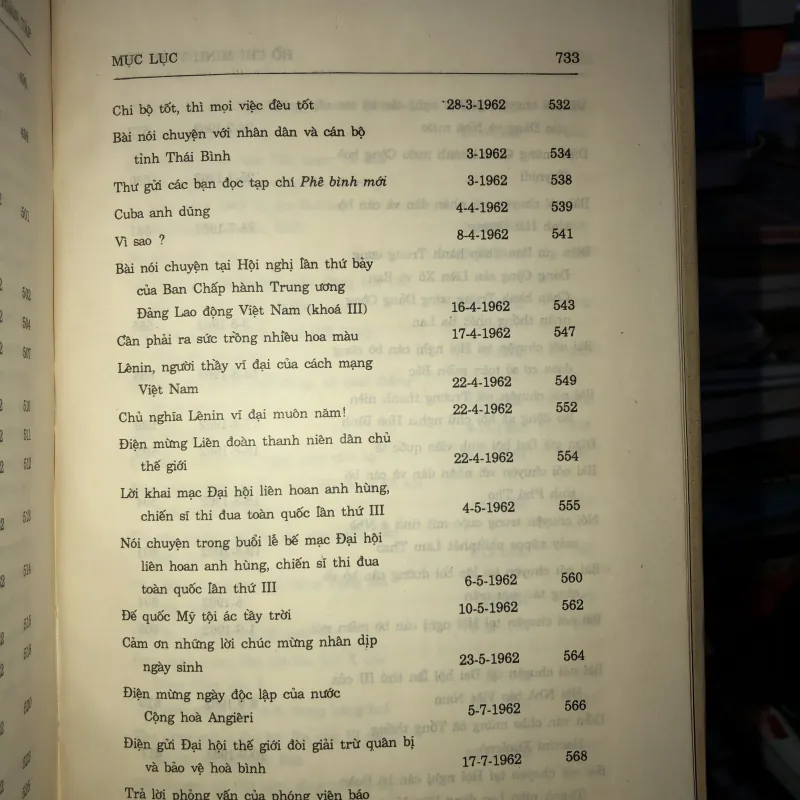 MỤC LỤC 733
Chi bộ tốt, thì mọi việc đều tốt 28-3-1962 532
Bài nói chuyện với nhân dân và cán bộ
tỉnh Thái Bình 3-1962 534
Thư gửi các bạn đọc tạp chí Phê bình mới 3-1962 538
Cuba anh dũng 4-4-1962 539
Vì sao ? 8-4-1962 541
Bài nói chuyện tại Hội nghị lần thứ bảy
của Ban Chấp hành Trung ương
Đảng Lao động Việt Nam (khoá III) 16-4-1962 543
Cần phải ra sức trồng nhiều hoa màu 17-4-1962 547
Lênin, người thầy vĩ đại của cách mạng
Việt Nam 22-4-1962 549
Chủ nghĩa Lênin vĩ đại muôn năm! 22-4-1962 552
Điện mừng Liên đoàn thanh niên dân chủ
thế giới 22-4-1962 554
Lời khai mạc Đại hội liên hoan anh hùng,
chiến sĩ thi đua toàn quốc lần thứ III 4-5-1962 555
Nói chuyện trong buổi lễ bế mạc Đại hội
liên hoan anh hùng, chiến sĩ thi đua
toàn quốc lần thứ III 6-5-1962 560
Đế quốc Mỹ tội ác tầy trời 10-5-1962 562
Cảm ơn những lời chúc mừng nhân dịp
ngày sinh 23-5-1962 564
Điện mừng ngày độc lập của nước
Cộng hoà Angiêri 5-7-1962 566
Điện gửi Đại hội thế giới đòi giải trừ quân bị
và bảo vệ hoà bình 17-7-1962 568
Trả lời phỏng vấn của phóng viên báo